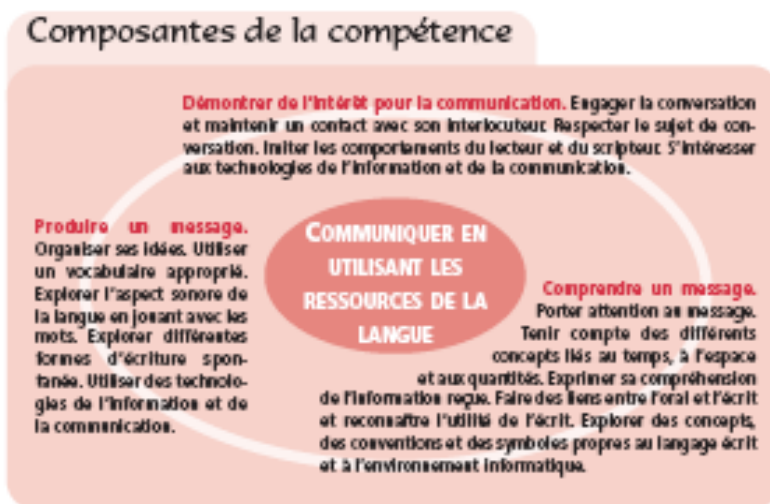 Composantes de la compétence
Démontrer de l'intérêt pour la communication. Engager la conversation
et maintenir un contact avec son interlocuteur. Respecter le sujet de con-
versation. Imiter les comportements du lecteur et du scripteur. S'intéresser
aux technologies de l'information et de la communication.
Produire un message.
Organiser ses idées. Utiliser
un vocabulaire approprié.
Explorer l'aspect sonore de
la langue en jouant avec les
mots. Explorer différentes
formes d'écriture spon-
tanée. Utiliser des technolo-
gies de l'information et de
la communication.
COMMUNIQUER EN
UTILISANT LES
RESSOURCES DE LA
LANGUE
Comprendre un message.
Porter attention au message.
Tenir compte des différents
concepts liés au temps, à l'espace
et aux quantités. Exprimer sa compréhension
de l'information reçue. Faire des liens entre l'oral et l'écrit
et reconnaître l'utilité de l'écrit. Explorer des concepts,
des conventions et des symboles propres au langage écrit
et à l'environnement informatique.